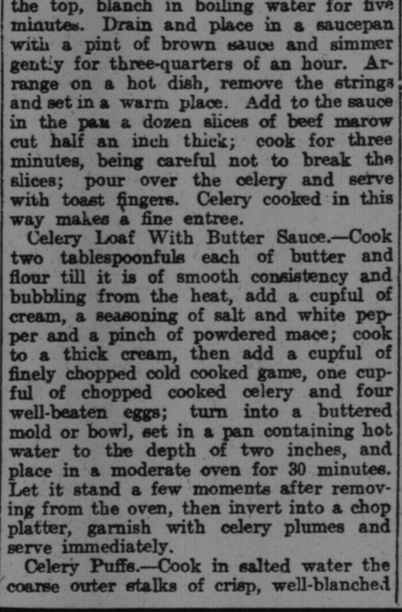 the top, blanch in boiling water for five
minutes. Drain and place in a saucepan
with a pint of brown sauce and simmer
gently for three-quarters of an hour. Ar-
range on a hot dish, remove the strings
and set in a warm place. Add to the sauce
in the pan a dozen slices of beef marow
cut half an inch thick; cook for three
minutes, being careful not to break the
slices; pour over the celery and serve
with toast fingers. Celery cooked in this
way makes a fine entree.
Celery Loaf With Butter Sauce.—Cook
two tablespoonfuls each of butter and
flour till it is of smooth consistency and
bubbling from the heat, add a cupful of
cream, a seasoning of salt and white pep-
per and a pinch of powdered mace; cook
to a thick cream, then add a cupful of
finely chopped cold cooked game, one cup-
ful of chopped cooked celery and four
well-beaten eggs; turn into a buttered
mold or bowl, set in a pan containing hot
water to the depth of two inches, and
place in a moderate oven for 30 minutes.
Let it stand a few moments after remov-
ing from the oven, then invert into a chop
platter, garnish with celery plumes and
serve immediately.
Celery Puffs.—Cook in salted water the
coarse outer stalks of crisp, well-blanched